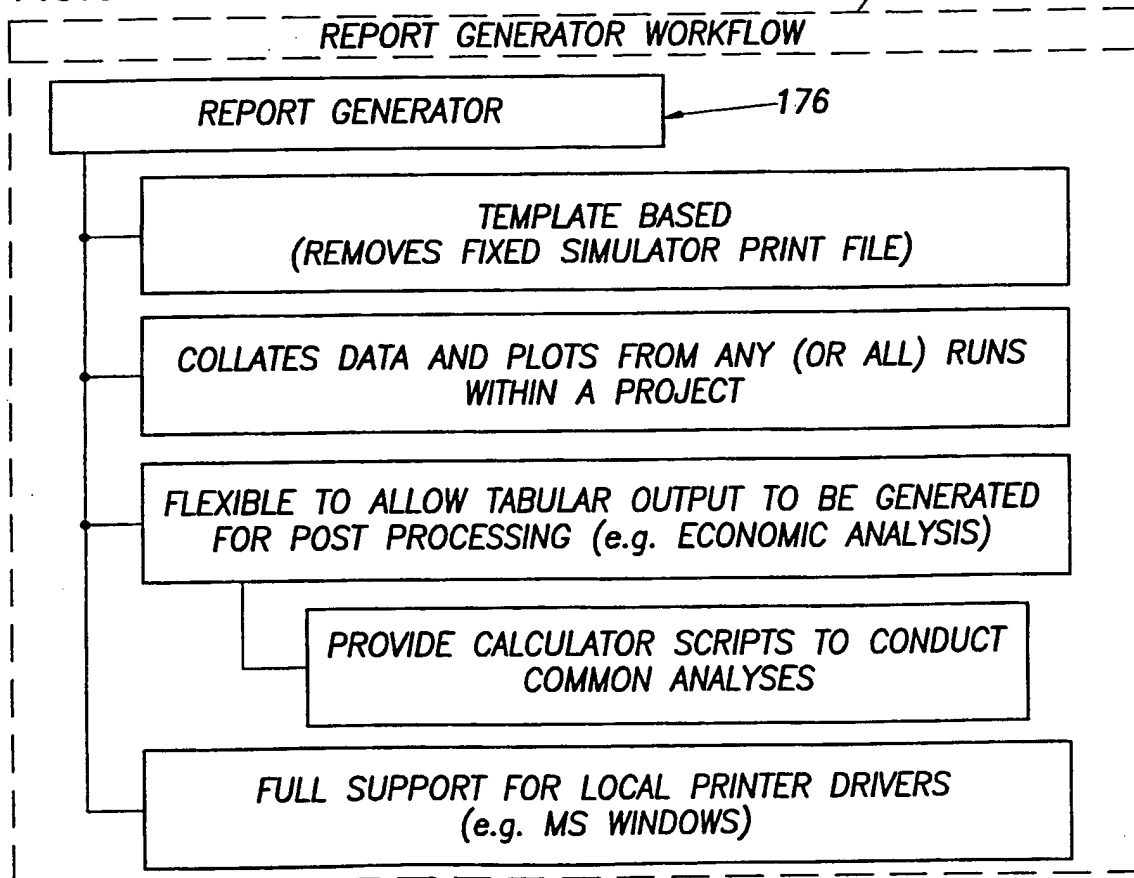 REPORT GENERATOR WORKFLOW
REPORT GENERATOR
176
TEMPLATE BASED
(REMOVES FIXED SIMULATOR PRINT FILE)
COLLATES DATA AND PLOTS FROM ANY (OR ALL) RUNS
WITHIN A PROJECT
FLEXIBLE TO ALLOW TABULAR OUTPUT TO BE GENERATED
FOR POST PROCESSING (e.g. ECONOMIC ANALYSIS)
PROVIDE CALCULATOR SCRIPTS TO CONDUCT
COMMON ANALYSES
FULL SUPPORT FOR LOCAL PRINTER DRIVERS
(e.g. MS WINDOWS)